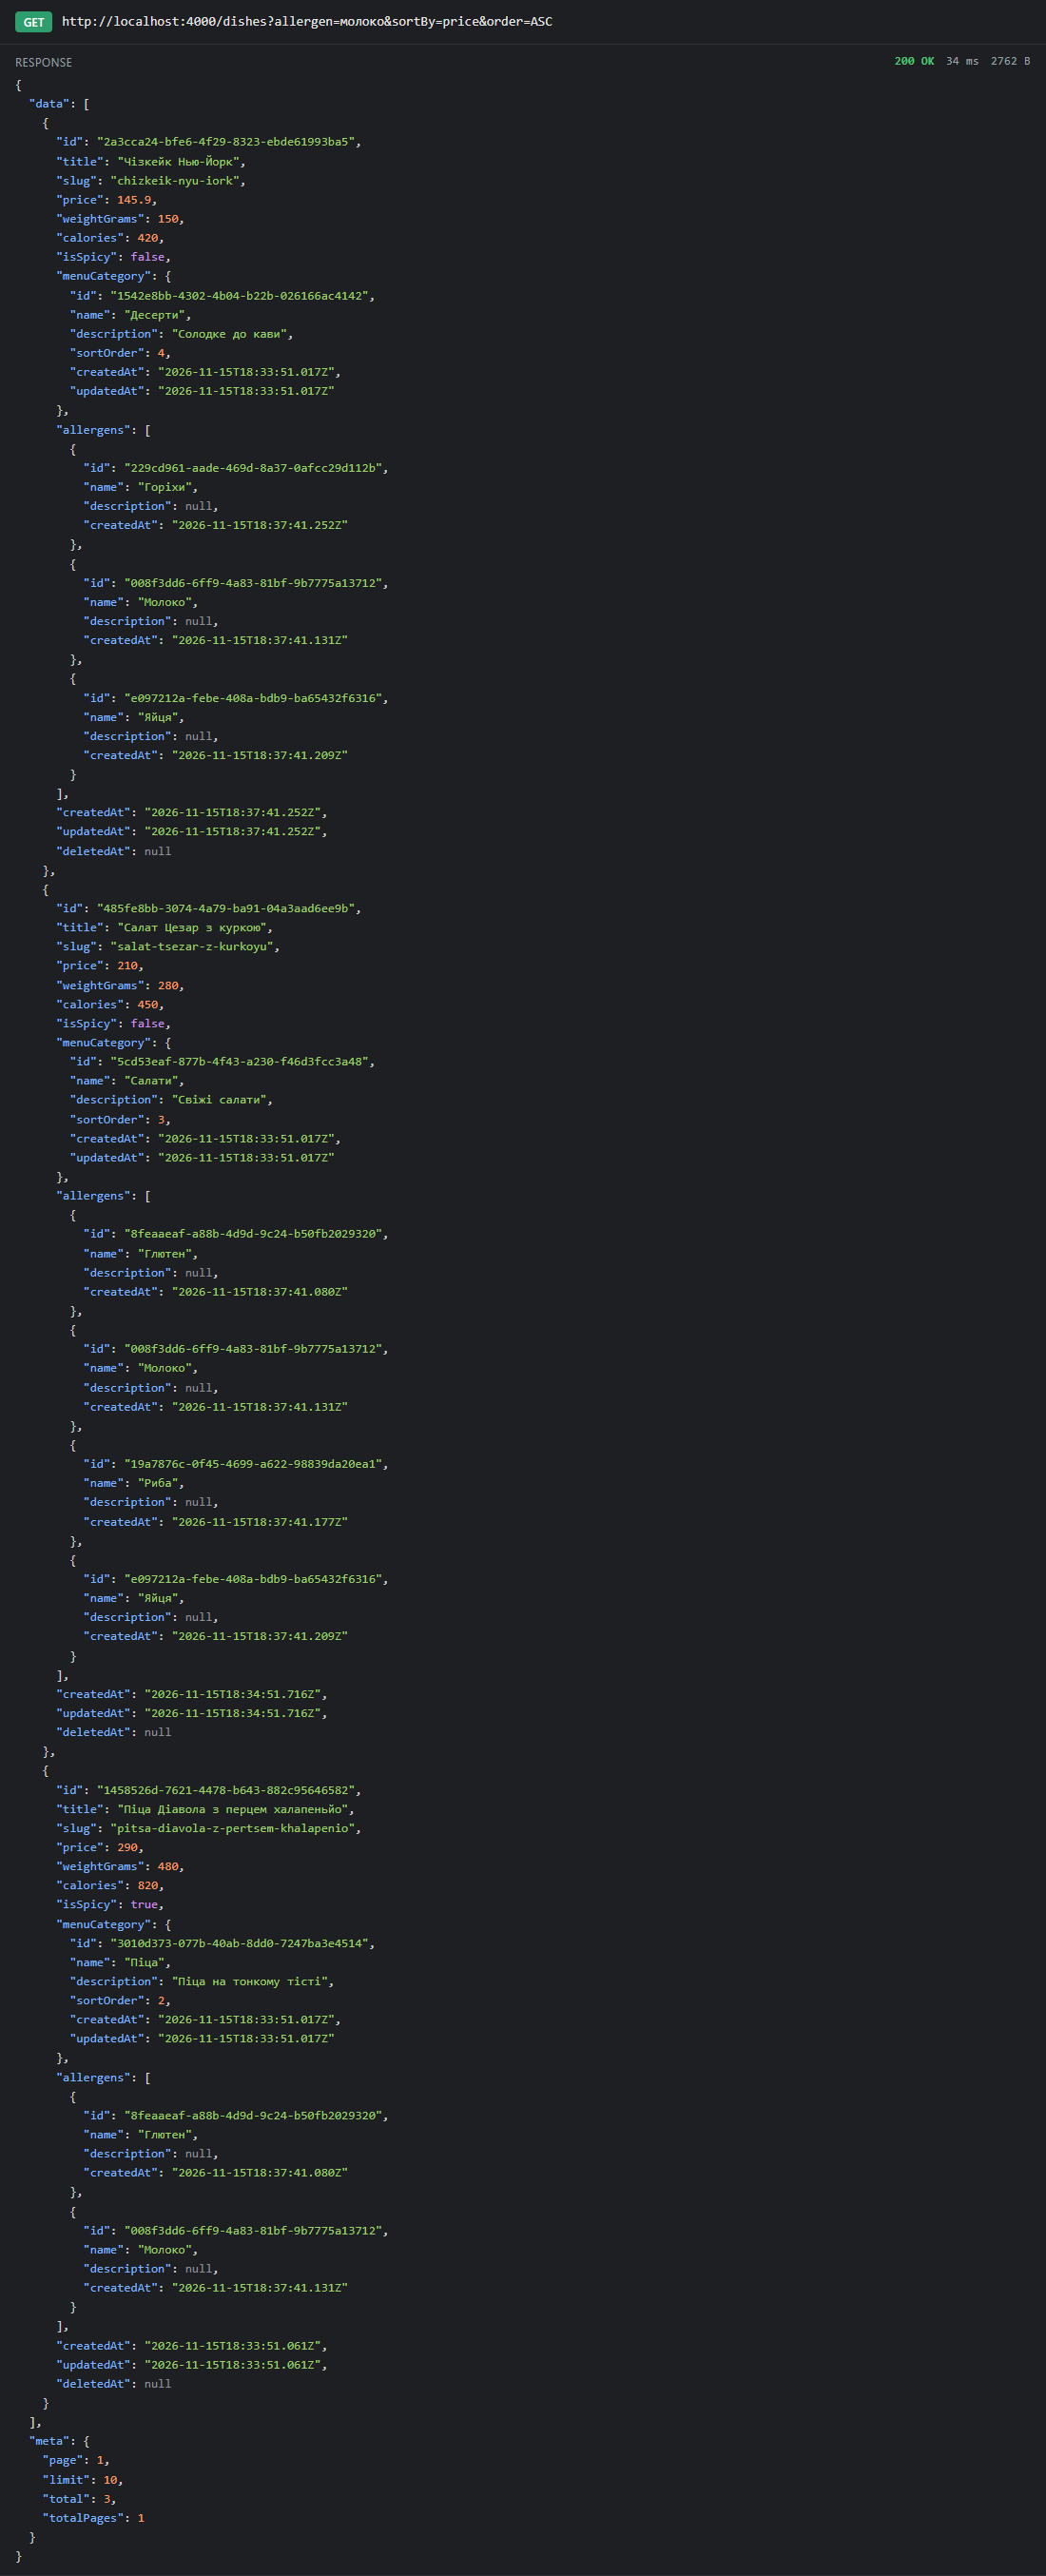 GET http://localhost:4000/dishes?allergen=молоко&sortBy=price&order=ASC
RESPONSE 200 OK 34 ms 2762 B
{
  "data": [
    {
      "id": "2a3cca24-bfe6-4f29-8323-ebde61993ba5",
      "title": "Чізкейк Нью-Йорк",
      "slug": "chizkeik-nyu-iork",
      "price": 145.9,
      "weightGrams": 150,
      "calories": 420,
      "isSpicy": false,
      "menuCategory": {
        "id": "1542e8bb-4302-4b04-b22b-026166ac4142",
        "name": "Десерти",
        "description": "Солодке до кави",
        "sortOrder": 4,
        "createdAt": "2026-11-15T18:33:51.017Z",
        "updatedAt": "2026-11-15T18:33:51.017Z"
      },
      "allergens": [
        {
          "id": "229cd961-aade-469d-8a37-0afcc29d112b",
          "name": "Горіхи",
          "description": null,
          "createdAt": "2026-11-15T18:37:41.252Z"
        },
        {
          "id": "008f3dd6-6ff9-4a83-81bf-9b7775a13712",
          "name": "Молоко",
          "description": null,
          "createdAt": "2026-11-15T18:37:41.131Z"
        },
        {
          "id": "e097212a-febe-408a-bdb9-ba65432f6316",
          "name": "Яйця",
          "description": null,
          "createdAt": "2026-11-15T18:37:41.209Z"
        }
      ],
      "createdAt": "2026-11-15T18:37:41.252Z",
      "updatedAt": "2026-11-15T18:37:41.252Z",
      "deletedAt": null
    },
    {
      "id": "485fe8bb-3074-4a79-ba91-04a3aad6ee9b",
      "title": "Салат Цезар з куркою",
      "slug": "salat-tsezar-z-kurkoyu",
      "price": 210,
      "weightGrams": 280,
      "calories": 450,
      "isSpicy": false,
      "menuCategory": {
        "id": "5cd53eaf-877b-4f43-a230-f46d3fcc3a48",
        "name": "Салати",
        "description": "Свіжі салати",
        "sortOrder": 3,
        "createdAt": "2026-11-15T18:33:51.017Z",
        "updatedAt": "2026-11-15T18:33:51.017Z"
      },
      "allergens": [
        {
          "id": "8feaaeaf-a88b-4d9d-9c24-b50fb2029320",
          "name": "Глютен",
          "description": null,
          "createdAt": "2026-11-15T18:37:41.080Z"
        },
        {
          "id": "008f3dd6-6ff9-4a83-81bf-9b7775a13712",
          "name": "Молоко",
          "description": null,
          "createdAt": "2026-11-15T18:37:41.131Z"
        },
        {
          "id": "19a7876c-0f45-4699-a622-98839da20ea1",
          "name": "Риба",
          "description": null,
          "createdAt": "2026-11-15T18:37:41.177Z"
        },
        {
          "id": "e097212a-febe-408a-bdb9-ba65432f6316",
          "name": "Яйця",
          "description": null,
          "createdAt": "2026-11-15T18:37:41.209Z"
        }
      ],
      "createdAt": "2026-11-15T18:34:51.716Z",
      "updatedAt": "2026-11-15T18:34:51.716Z",
      "deletedAt": null
    },
    {
      "id": "1458526d-7621-4478-b643-882c95646582",
      "title": "Піца Діавола з перцем халапеньйо",
      "slug": "pitsa-diavola-z-pertsem-khalapenio",
      "price": 290,
      "weightGrams": 480,
      "calories": 820,
      "isSpicy": true,
      "menuCategory": {
        "id": "3010d373-077b-40ab-8dd0-7247ba3e4514",
        "name": "Піца",
        "description": "Піца на тонкому тісті",
        "sortOrder": 2,
        "createdAt": "2026-11-15T18:33:51.017Z",
        "updatedAt": "2026-11-15T18:33:51.017Z"
      },
      "allergens": [
        {
          "id": "8feaaeaf-a88b-4d9d-9c24-b50fb2029320",
          "name": "Глютен",
          "description": null,
          "createdAt": "2026-11-15T18:37:41.080Z"
        },
        {
          "id": "008f3dd6-6ff9-4a83-81bf-9b7775a13712",
          "name": "Молоко",
          "description": null,
          "createdAt": "2026-11-15T18:37:41.131Z"
        }
      ],
      "createdAt": "2026-11-15T18:33:51.061Z",
      "updatedAt": "2026-11-15T18:33:51.061Z",
      "deletedAt": null
    }
  ],
  "meta": {
    "page": 1,
    "limit": 10,
    "total": 3,
    "totalPages": 1
  }
}